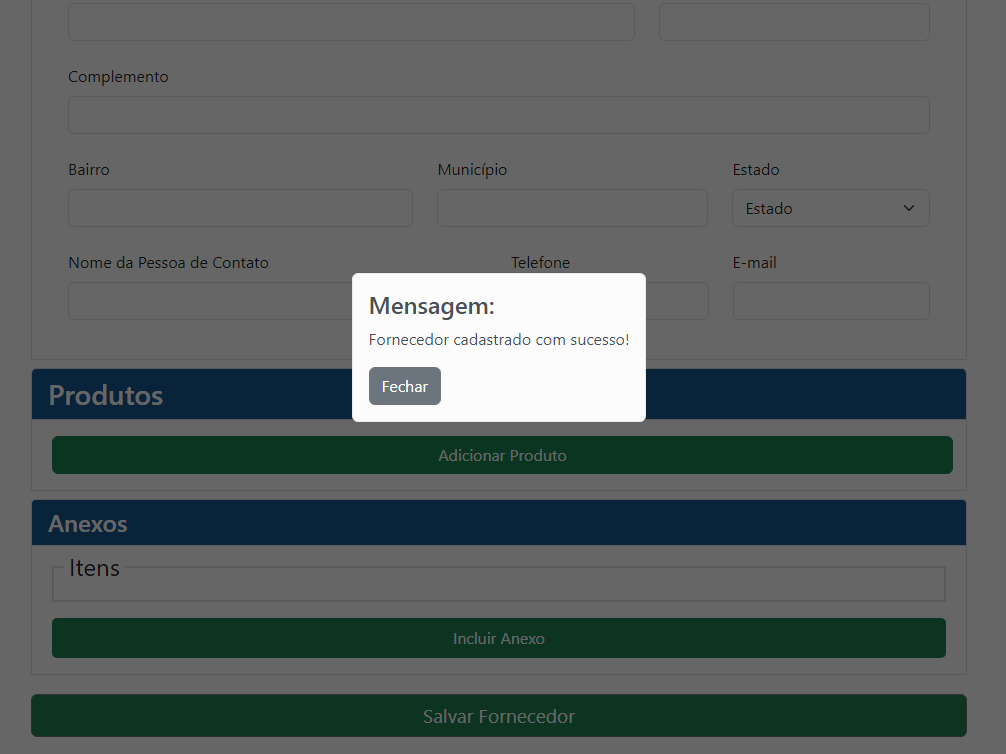 Complemento
Bairro
Município
Estado
Estado
Nome da Pessoa de Contato
Telefone
E-mail
Mensagem:
Fornecedor cadastrado com sucesso!
Fechar
Produtos
Adicionar Produto
Anexos
Itens
Incluir Anexo
Salvar Fornecedor